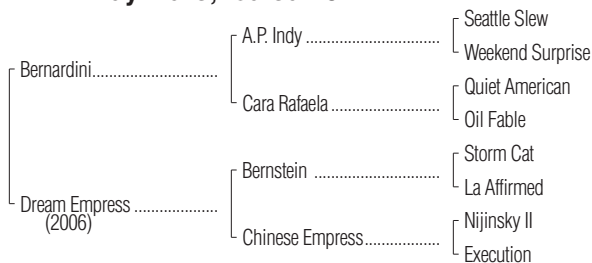 Seattle Slew
A.P. Indy
Weekend Surprise
Bernardini
Quiet American
Cara Rafaela
Oil Fable
Storm Cat
Bernstein
La Affirmed
Dream Empress
(2006)
Nijinsky II
Chinese Empress
Execution